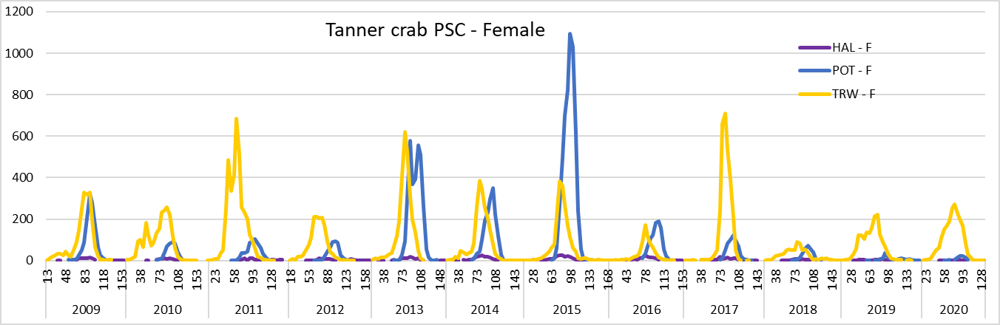 Tanner crab PSC - Female
HAL - F
POT - F
TRW - F
1200
1000
800
600
400
200
0
13 48 83 118 153 38 73 108 153 23 58 93 128 18 53 88 123 38 73 108 148 38 73 108 143 28 63 98 133 168 43 78 113 153 38 73 108 143 38 73 108 143 28 63 98 133 23 58 93 128
2009 2010 2011 2012 2013 2014 2015 2016 2017 2018 2019 2020